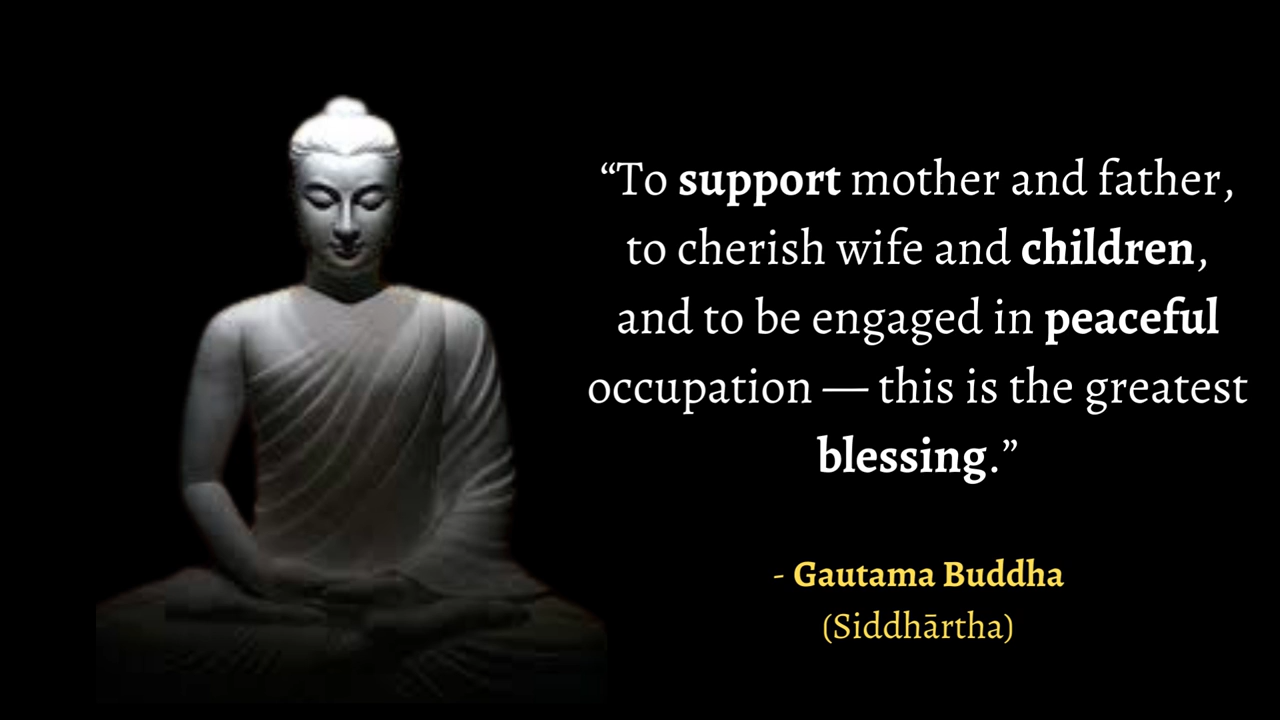 “To support mother and father,
to cherish wife and children,
and to be engaged in peaceful
occupation — this is the greatest
blessing.”
- Gautama Buddha
(Siddhārtha)